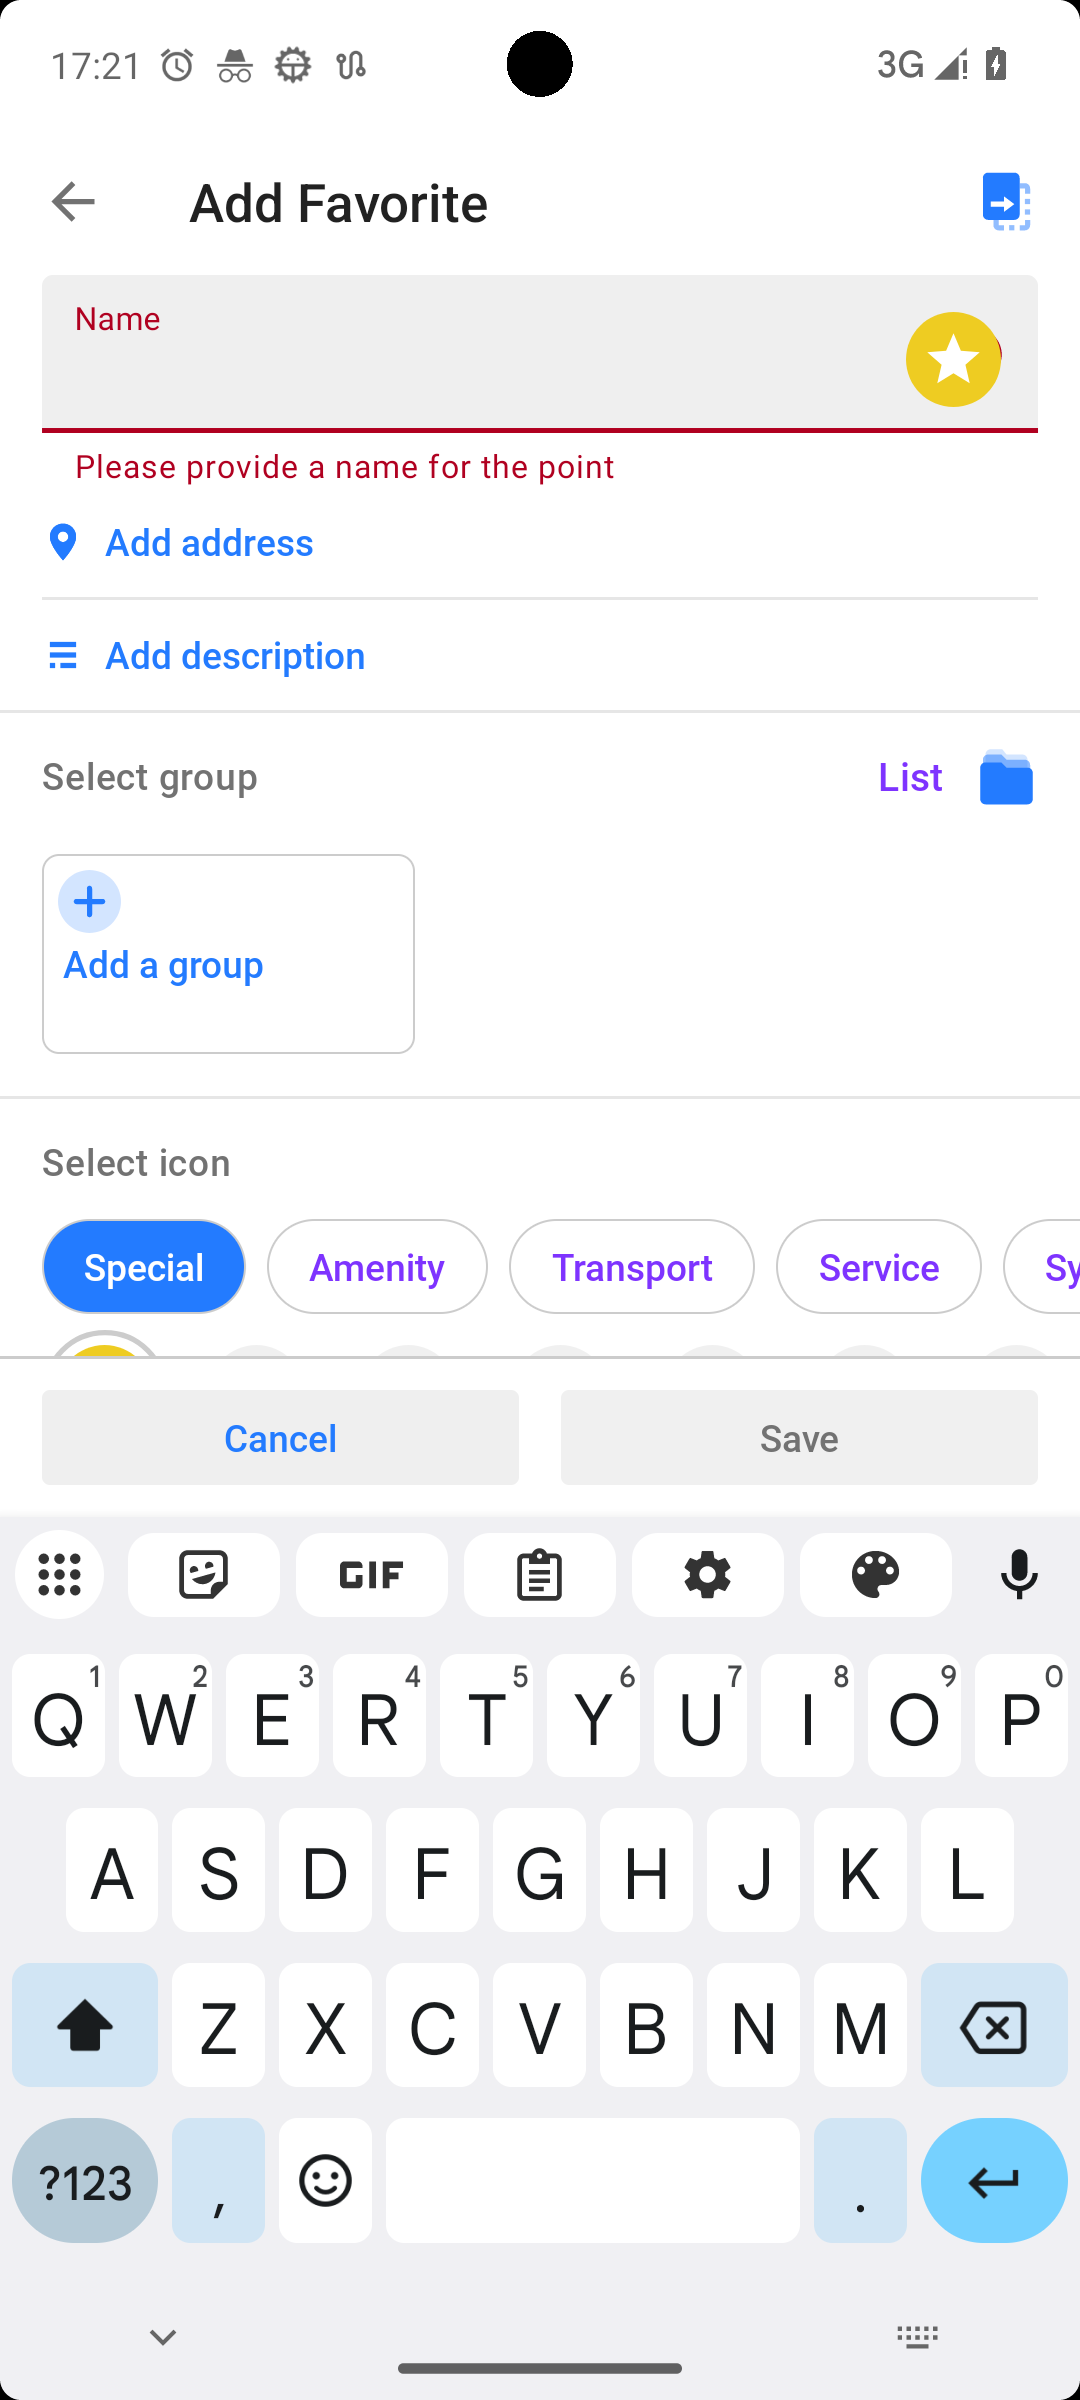 17:21
3G
Add Favorite
Name
Please provide a name for the point
Add address
Add description
Select group
List
Add a group
Select icon
Special Amenity Transport Service Sy
Cancel Save
GIF
Q1 W2 E3 R4 T5 Y6 U7 I8 O9 P0
A S D F G H J K L
Z X C V B N M
?123 , .